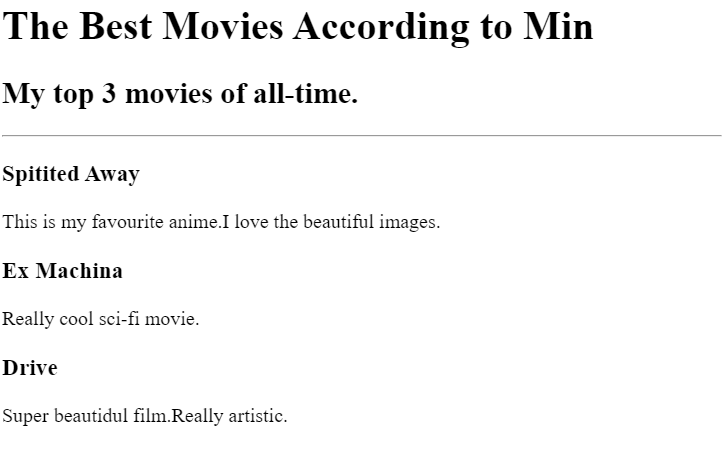 The Best Movies According to Min
My top 3 movies of all-time.
Spitited Away
This is my favourite anime.I love the beautiful images.
Ex Machina
Really cool sci-fi movie.
Drive
Super beautidul film.Really artistic.